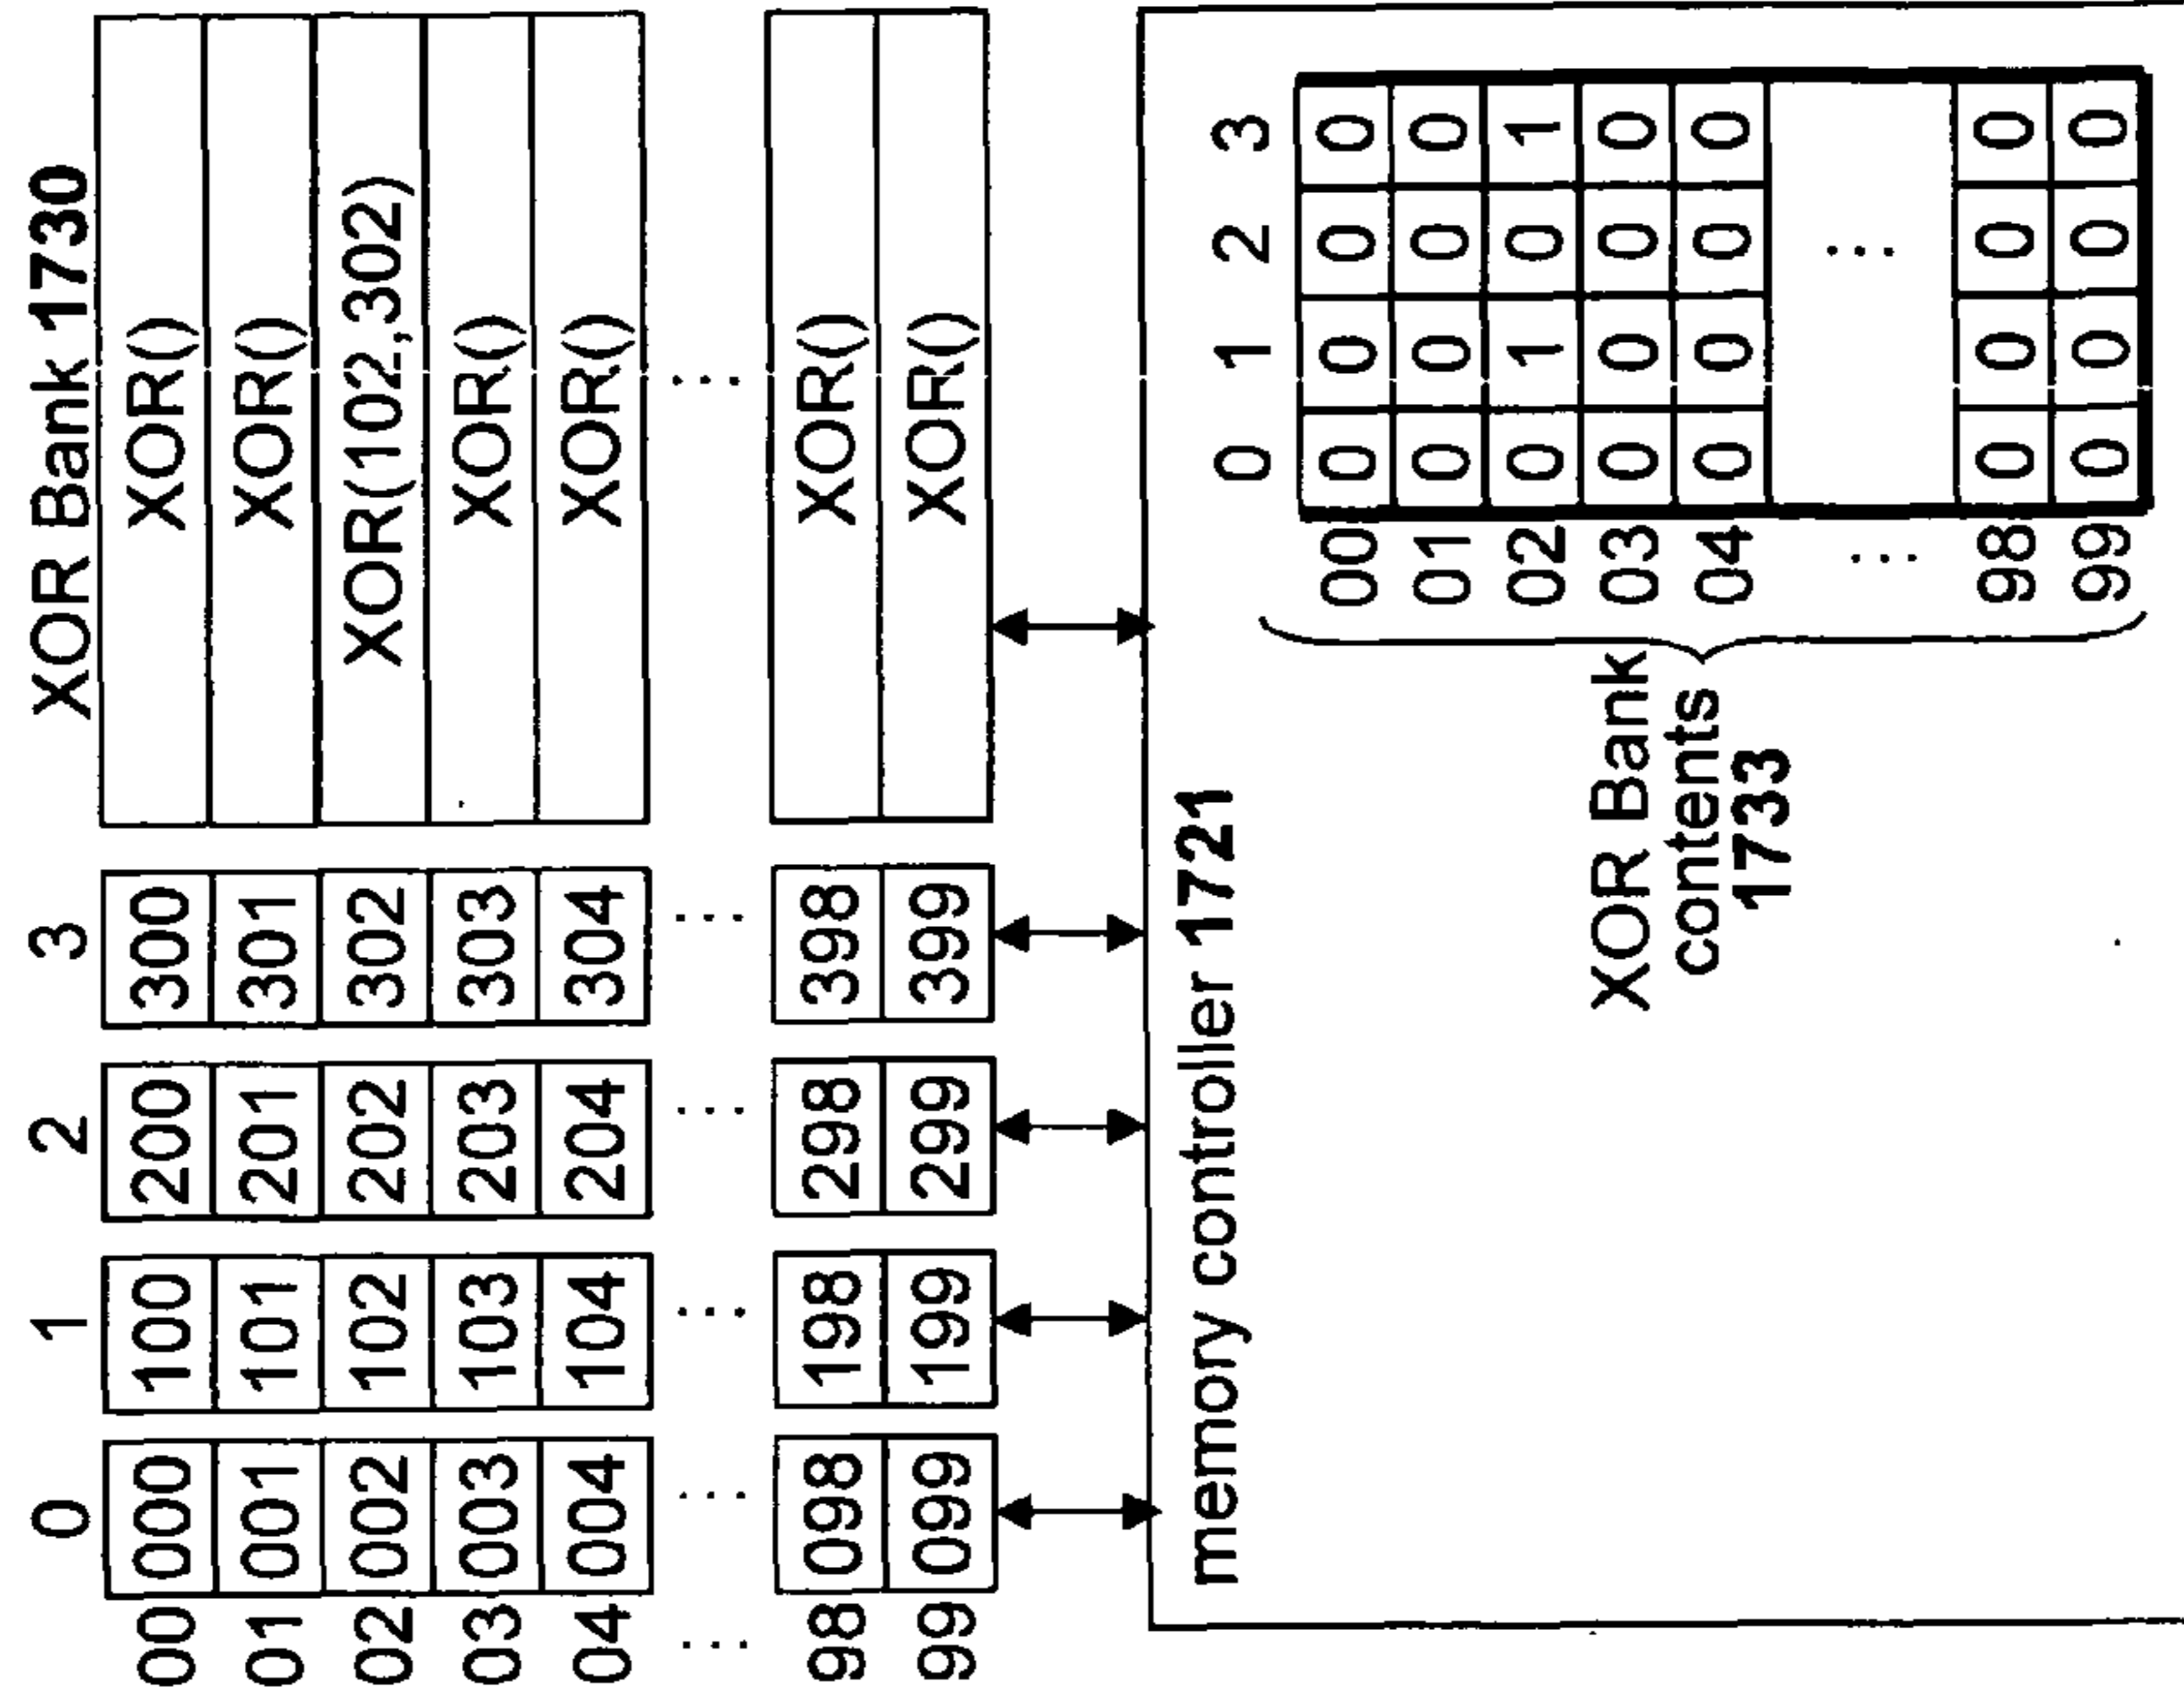 0 1 2 3 XOR Bank 1730
00 000 100 200 300 XOR()
01 001 101 201 301 XOR()
02 002 102 202 302 XOR(102,302)
03 003 103 203 303 XOR()
04 004 104 204 304 XOR()
... ... ... ... ... ...
98 098 198 298 398 XOR()
99 099 199 299 399 XOR()
memory controller 1721
0 1 2 3
00 0 0 0 0
01 0 0 0 0
02 0 1 0 1
03 0 0 0 0
04 0 0 0 0
... ...
98 0 0 0 0
99 0 0 0 0
XOR Bank
contents
1733